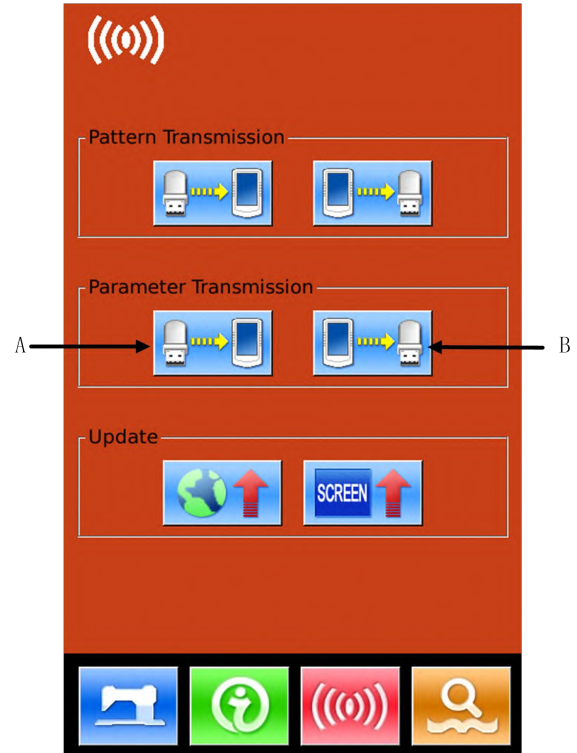 Pattern Transmission
Parameter Transmission
A
B
Update
SCREEN